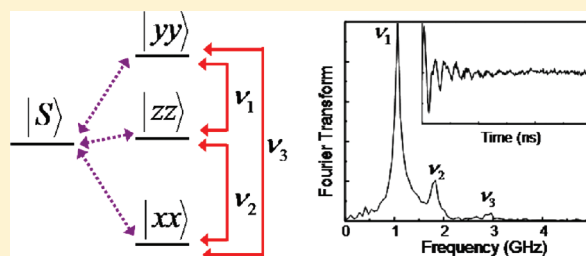 |yy⟩
|S⟩
|zz⟩
|xx⟩
ν₁
ν₂
ν₃
Fourier Transform
ν₁
ν₂
ν₃
Time (ns)
0 1 2 3 4
Frequency (GHz)